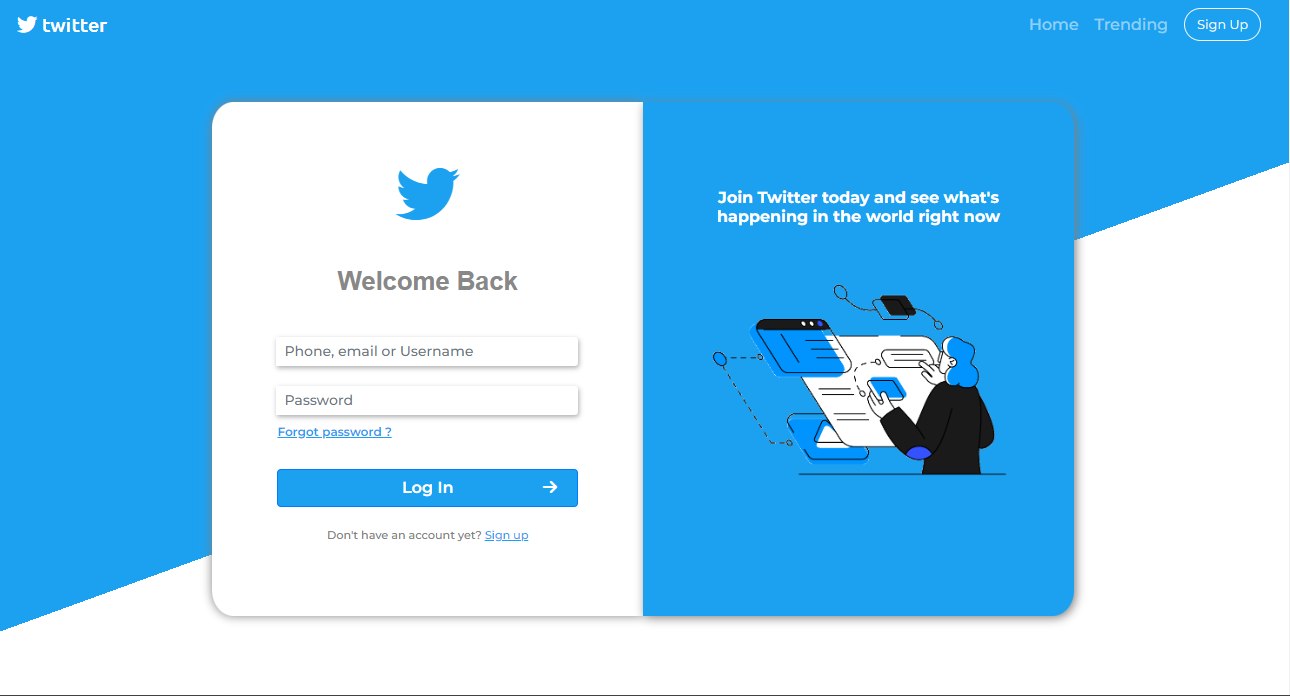 twitter
Home Trending Sign Up
Join Twitter today and see what's
happening in the world right now
Welcome Back
Phone, email or Username
Password
Forgot password ?
Log In
Don't have an account yet? Sign up